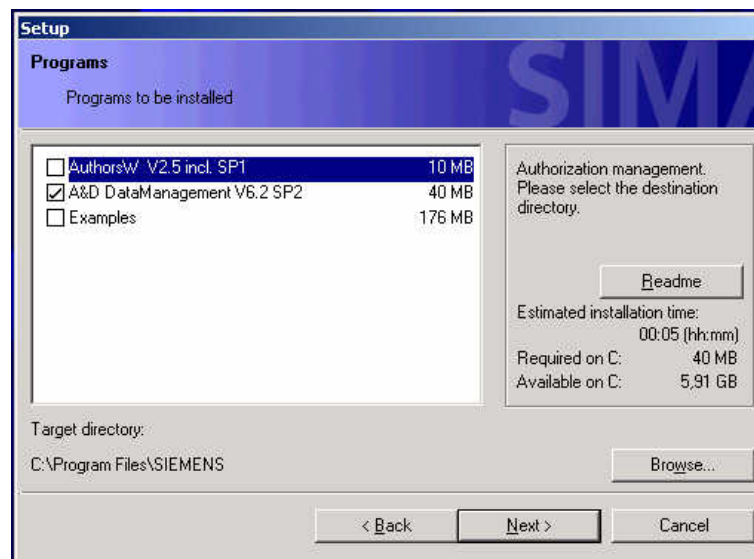 Setup
Programs
Programs to be installed
SIMA
AuthorsW V2.5 incl. SP1 10 MB
A&D DataManagement V6.2 SP2 40 MB
Examples 176 MB
Authorization management.
Please select the destination
directory.
Readme
Estimated installation time:
00:05 (hh:mm)
Required on C: 40 MB
Available on C: 5,91 GB
Target directory:
C:\Program Files\SIEMENS
Browse...
< Back
Next >
Cancel